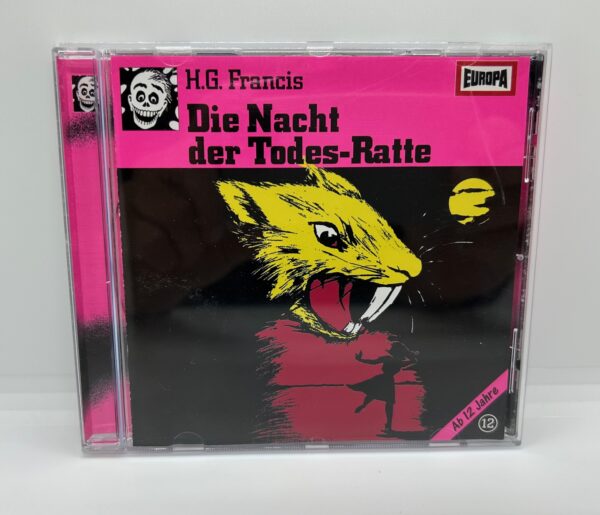 H.G. Francis
EUROPA
Die Nacht
der Todes-Ratte
Ab 12 Jahre
12